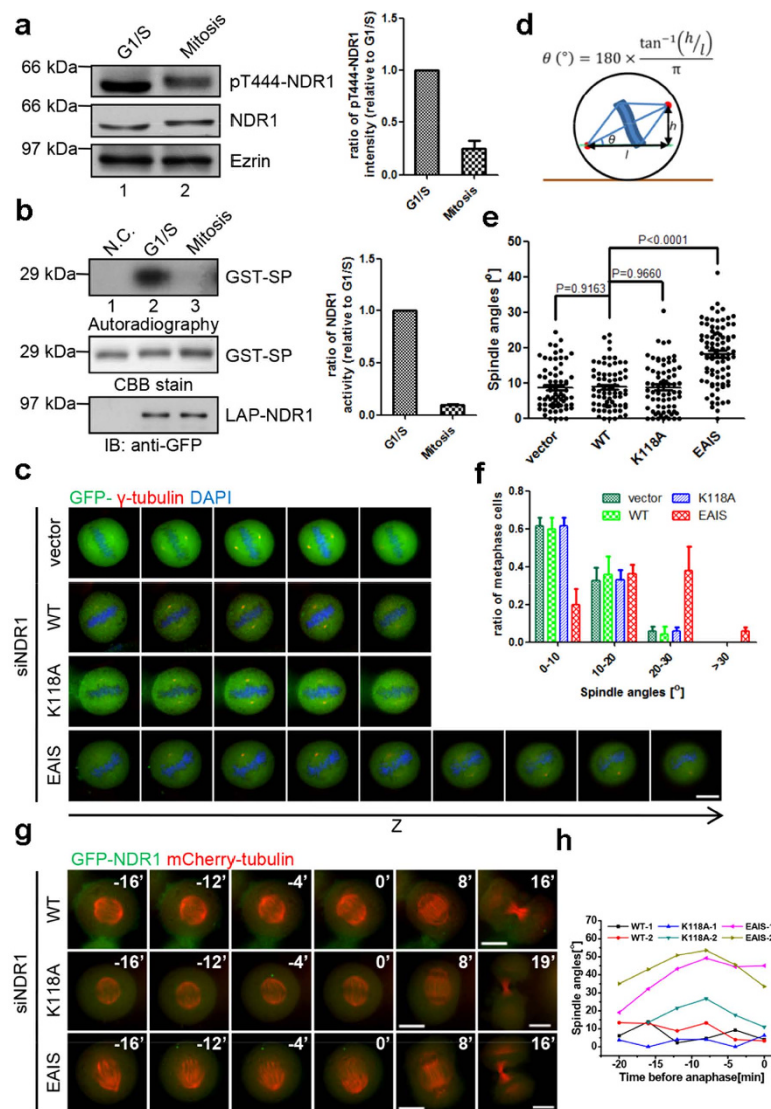 a
G1/S
Mitosis
66 kDa
pT444-NDR1
66 kDa
NDR1
97 kDa
Ezrin
1 2
ratio of pT444-NDR1
intensity (relative to G1/S)
1.5
1.0
0.5
0.0
G1/S
Mitosis
b
N.C.
G1/S
Mitosis
29 kDa
GST-SP
1 2 3
Autoradiography
29 kDa
GST-SP
CBB stain
97 kDa
LAP-NDR1
IB: anti-GFP
ratio of NDR1
activity (relative to G1/S)
1.5
1.0
0.5
0.0
G1/S
Mitosis
c
GFP- γ-tubulin DAPI
siNDR1
vector
WT
K118A
EAIS
Z
d
θ (°) = 180 × tan⁻¹(h/l) / π
h
θ
l
e
Spindle angles [°]
50
40
30
20
10
0
P<0.0001
P=0.9660
P=0.9163
vector
WT
K118A
EAIS
f
ratio of metaphase cells
0.8
0.6
0.4
0.2
0.0
vector
WT
K118A
EAIS
0-10
10-20
20-30
>30
Spindle angles [°]
g
GFP-NDR1 mCherry-tubulin
siNDR1
WT
-16' -12' -4' 0' 8' 16'
K118A
-16' -12' -4' 0' 8' 19'
EAIS
-16' -12' -4' 0' 8' 16'
h
WT-1 K118A-1 EAIS-1
WT-2 K118A-2 EAIS-2
Spindle angles[°]
70
60
50
40
30
20
10
0
-20 -15 -10 -5 0
Time before anaphase[min]